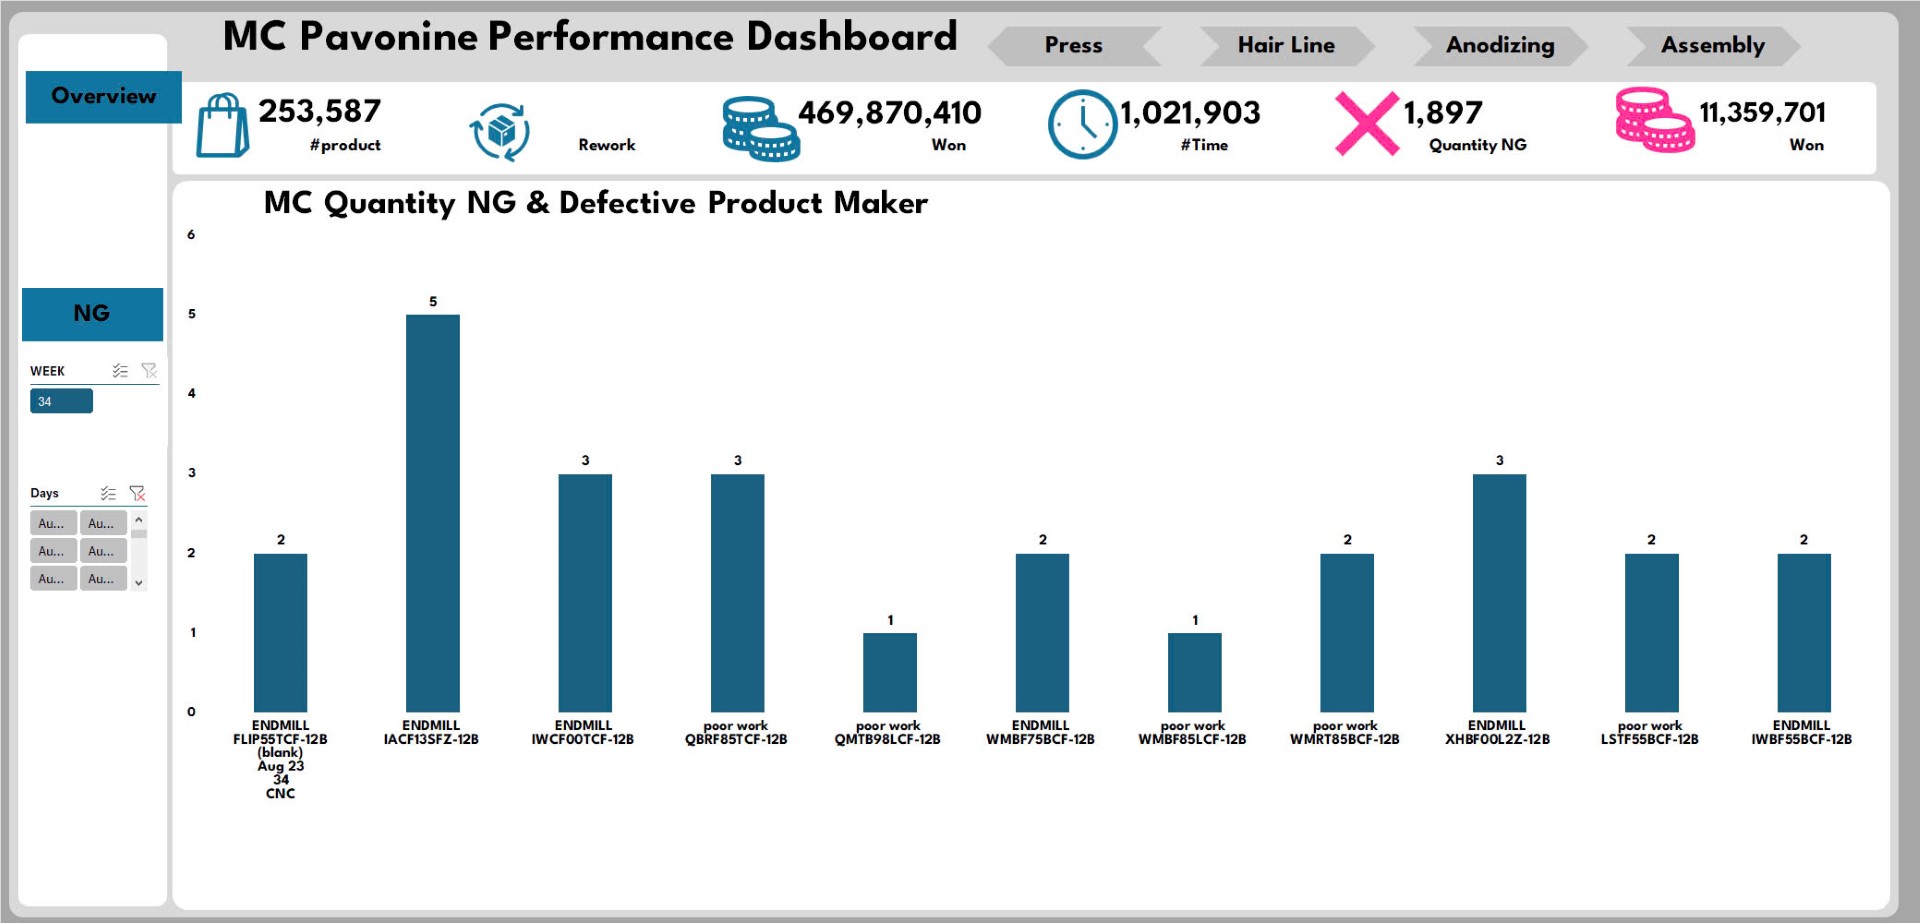 MC Pavonine Performance Dashboard
Press
Hair Line
Anodizing
Assembly
Overview
253,587
#product
Rework
469,870,410
Won
1,021,903
#Time
1,897
Quantity NG
11,359,701
Won
NG
WEEK
34
Days
Au... Au...
Au... Au...
Au... Au...
MC Quantity NG & Defective Product Maker
6
5
4
3
2
1
0
2
5
3
3
1
2
1
2
3
2
2
ENDMILL
FLIP55TCF-12B
(blank)
Aug 23
34
CNC
ENDMILL
IACF13SFZ-12B
ENDMILL
IWCF00TCF-12B
poor work
QBRF85TCF-12B
poor work
QMTB98LCF-12B
ENDMILL
WMBF75BCF-12B
poor work
WMBF85LCF-12B
poor work
WMRT85BCF-12B
ENDMILL
XHBF00L2Z-12B
poor work
LSTF55BCF-12B
ENDMILL
IWBF55BCF-12B